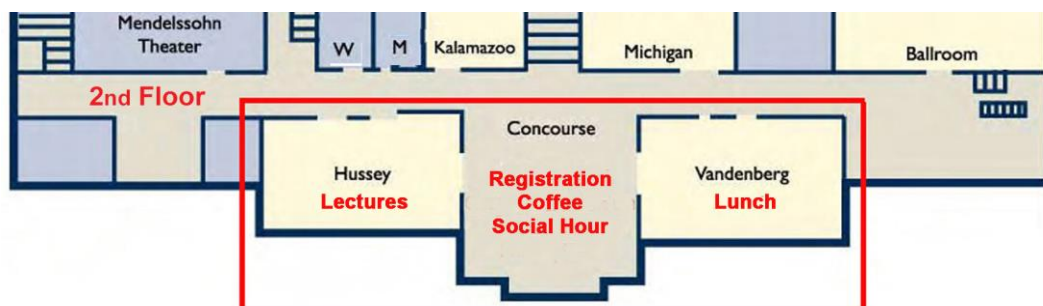 Mendelssohn
Theater
W
M
Kalamazoo
Michigan
Ballroom
2nd Floor
Concourse
Hussey
Lectures
Registration
Coffee
Social Hour
Vandenberg
Lunch